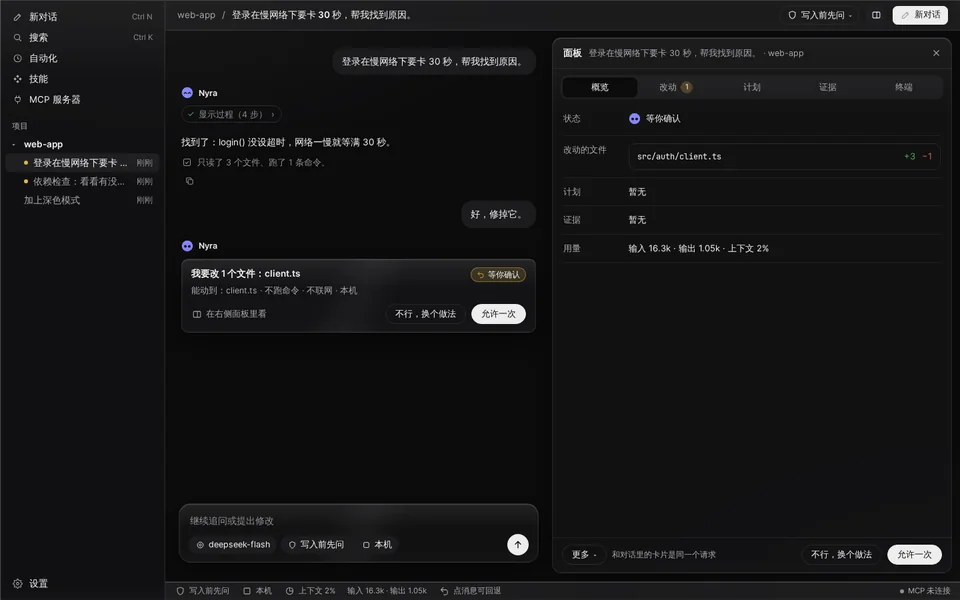 新对话 Ctrl N
搜索 Ctrl K
自动化
技能
MCP 服务器
项目
web-app
登录在慢网络下要卡 ... 刚刚
依赖检查：看看有没... 刚刚
加上深色模式 刚刚
设置
web-app / 登录在慢网络下要卡 30 秒，帮我找到原因。
写入前先问
新对话
登录在慢网络下要卡 30 秒，帮我找到原因。
Nyra
显示过程（4 步）
找到了：login() 没设超时，网络一慢就等满 30 秒。
只读了 3 个文件、跑了 1 条命令。
好，修掉它。
Nyra
我要改 1 个文件：client.ts 等你确认
能动到：client.ts · 不跑命令 · 不联网 · 本机
在右侧面板里看 不行，换个做法 允许一次
继续追问或提出修改
deepseek-flash 写入前先问 本机
面板 登录在慢网络下要卡 30 秒，帮我找到原因。 · web-app
概览 改动 1 计划 证据 终端
状态 等你确认
改动的文件 src/auth/client.ts +3 −1
计划 暂无
证据 暂无
用量 输入 16.3k · 输出 1.05k · 上下文 2%
更多 和对话里的卡片是同一个请求 不行，换个做法 允许一次
写入前先问 本机 上下文 2% 输入 16.3k · 输出 1.05k 点消息可回退 MCP 未连接